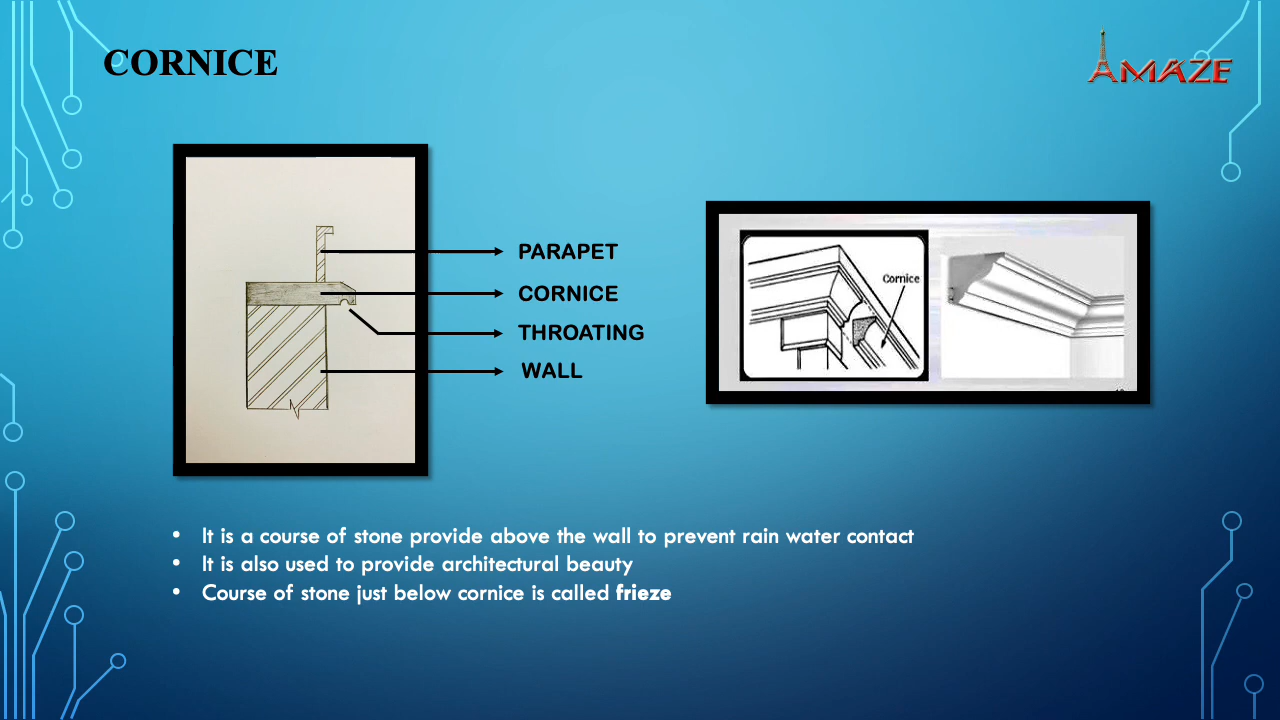 CORNICE
AMAZE
PARAPET
CORNICE
THROATING
WALL
Cornice
• It is a course of stone provide above the wall to prevent rain water contact
• It is also used to provide architectural beauty
• Course of stone just below cornice is called frieze